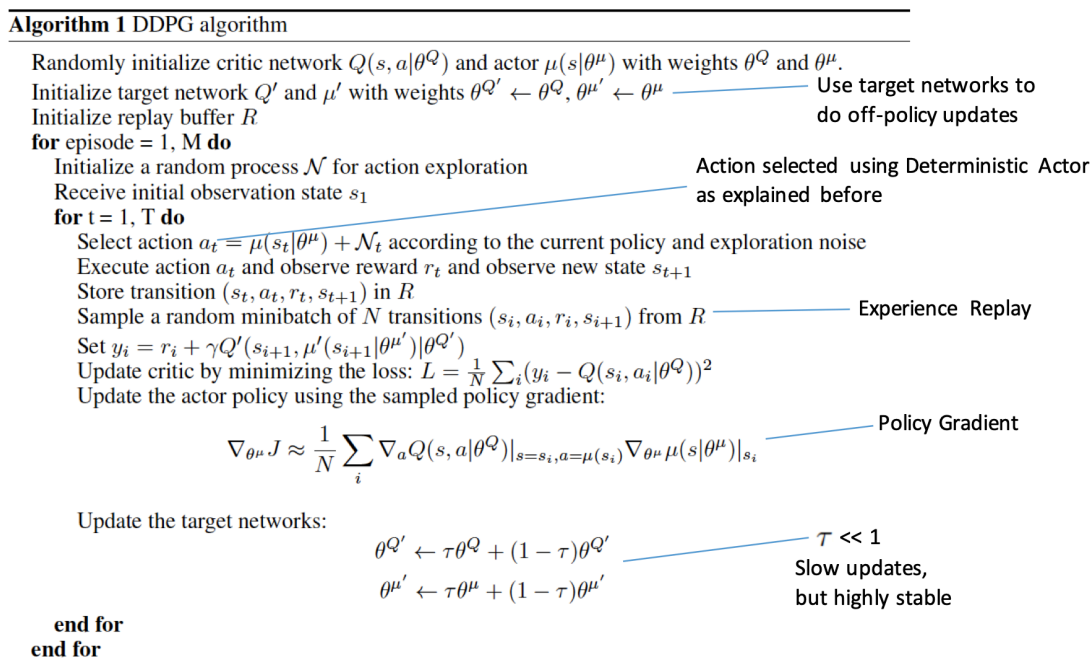 Algorithm 1 DDPG algorithm
Randomly initialize critic network Q(s, a|θ^Q) and actor μ(s|θ^μ) with weights θ^Q and θ^μ.
Initialize target network Q′ and μ′ with weights θ^{Q′} ← θ^Q, θ^{μ′} ← θ^μ
Use target networks to
do off-policy updates
Initialize replay buffer R
for episode = 1, M do
Initialize a random process 𝒩 for action exploration
Action selected using Deterministic Actor
as explained before
Receive initial observation state s_1
for t = 1, T do
Select action a_t = μ(s_t|θ^μ) + 𝒩_t according to the current policy and exploration noise
Execute action a_t and observe reward r_t and observe new state s_{t+1}
Store transition (s_t, a_t, r_t, s_{t+1}) in R
Sample a random minibatch of N transitions (s_i, a_i, r_i, s_{i+1}) from R
Experience Replay
Set y_i = r_i + γQ′(s_{i+1}, μ′(s_{i+1}|θ^{μ′})|θ^{Q′})
Update critic by minimizing the loss: L = \frac{1}{N} ∑_i (y_i − Q(s_i, a_i|θ^Q))^2
Update the actor policy using the sampled policy gradient:
Policy Gradient
∇_{θ^μ} J ≈ \frac{1}{N} ∑_i ∇_a Q(s, a|θ^Q)|_{s=s_i,a=μ(s_i)} ∇_{θ^μ} μ(s|θ^μ)|_{s_i}
Update the target networks:
θ^{Q′} ← τθ^Q + (1 − τ)θ^{Q′}
θ^{μ′} ← τθ^μ + (1 − τ)θ^{μ′}
τ << 1
Slow updates,
but highly stable
end for
end for